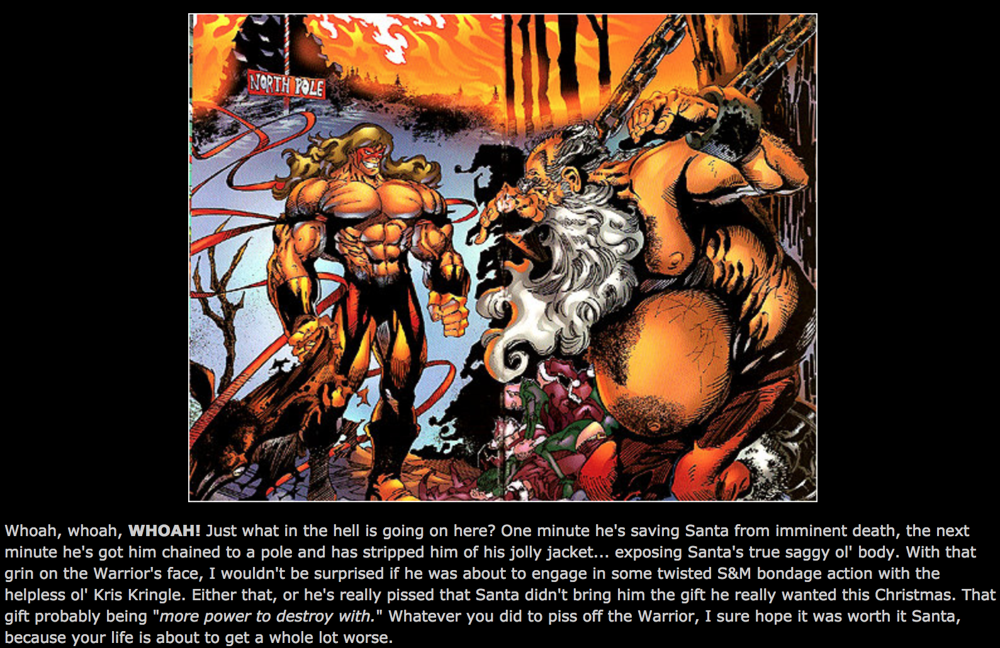 NORTH POLE
Whoah, whoah, WHOAH! Just what in the hell is going on here? One minute he's saving Santa from imminent death, the next
minute he's got him chained to a pole and has stripped him of his jolly jacket... exposing Santa's true saggy ol' body. With that
grin on the Warrior's face, I wouldn't be surprised if he was about to engage in some twisted S&M bondage action with the
helpless ol' Kris Kringle. Either that, or he's really pissed that Santa didn't bring him the gift he really wanted this Christmas. That
gift probably being "more power to destroy with." Whatever you did to piss off the Warrior, I sure hope it was worth it Santa,
because your life is about to get a whole lot worse.